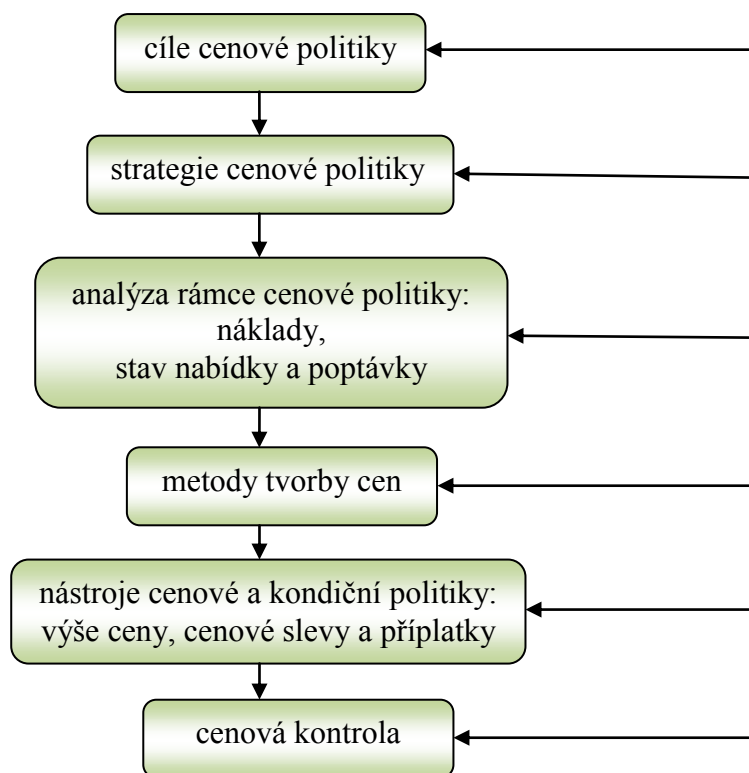 cíle cenové politiky
strategie cenové politiky
analýza rámce cenové politiky:
náklady,
stav nabídky a poptávky
metody tvorby cen
nástroje cenové a kondiční politiky:
výše ceny, cenové slevy a příplatky
cenová kontrola